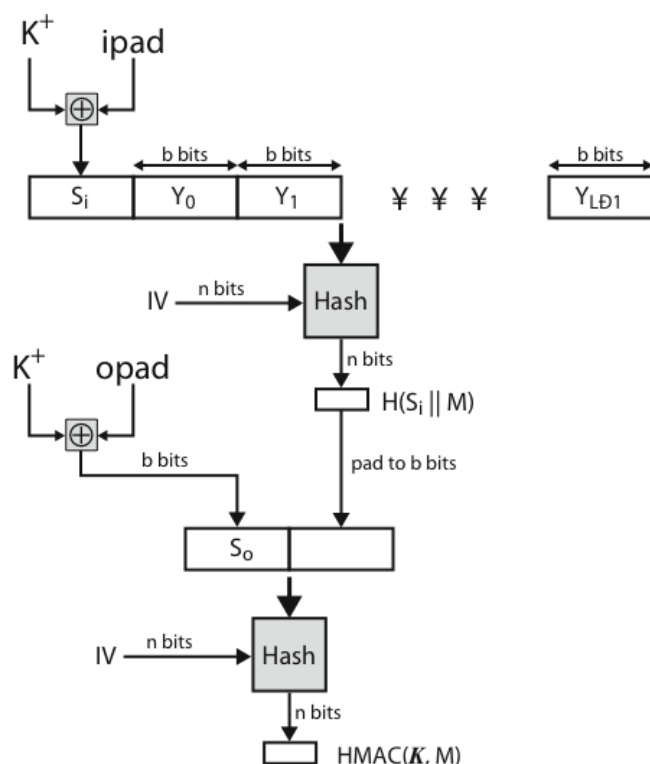 K+ ipad
⊕
b bits b bits b bits
Si Y0 Y1 ¥ ¥ ¥ YLÐ1
IV n bits Hash
n bits
K+ opad
H(Si || M)
⊕
b bits pad to b bits
So
IV n bits Hash
n bits
HMAC(K, M)